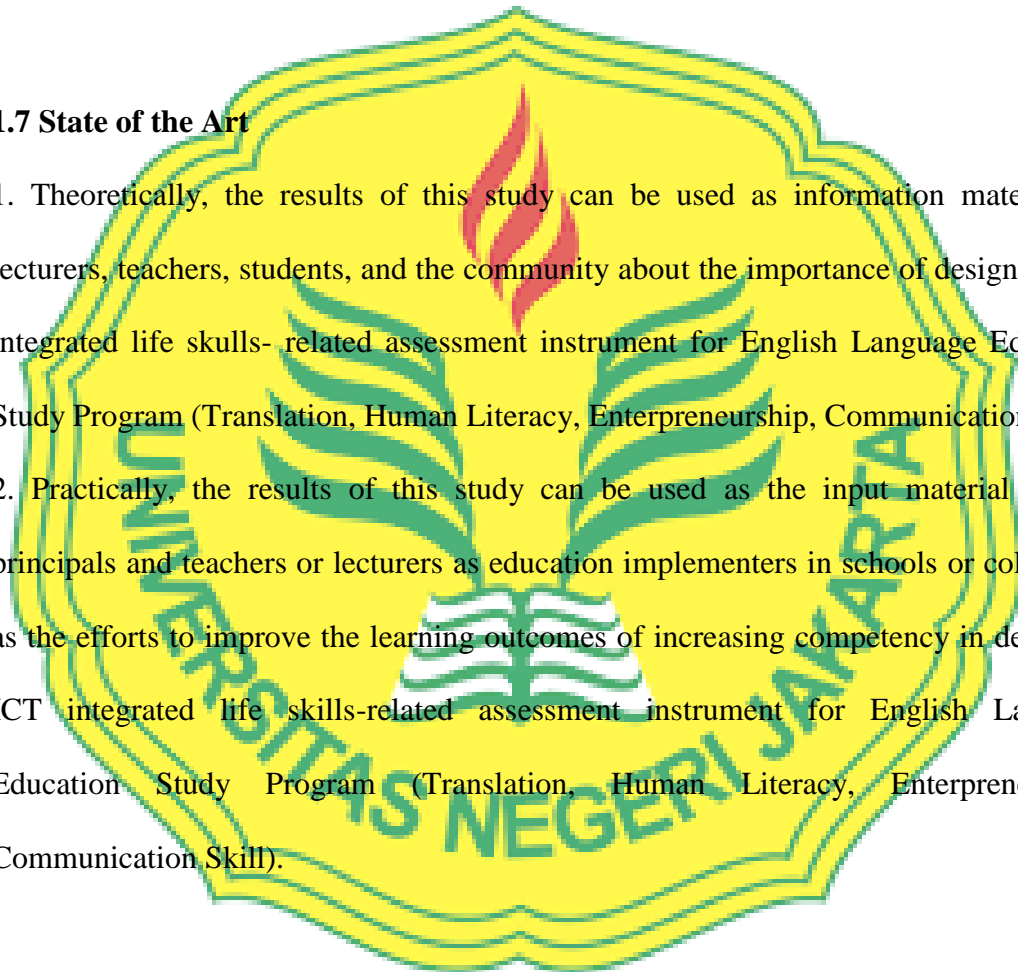 1.7 State of the Art
1. Theoretically, the results of this study can be used as information mate
lecturers, teachers, students, and the community about the importance of design
integrated life skulls- related assessment instrument for English Language Ed
Study Program (Translation, Human Literacy, Enterpreneurship, Communication
2. Practically, the results of this study can be used as the input material
principals and teachers or lecturers as education implementers in schools or col
as the efforts to improve the learning outcomes of increasing competency in de
ICT integrated life skills-related assessment instrument for English La
Education Study Program (Translation, Human Literacy, Enterprene
Communication Skill).
UNIVERSITAS NEGERI JAKARTA